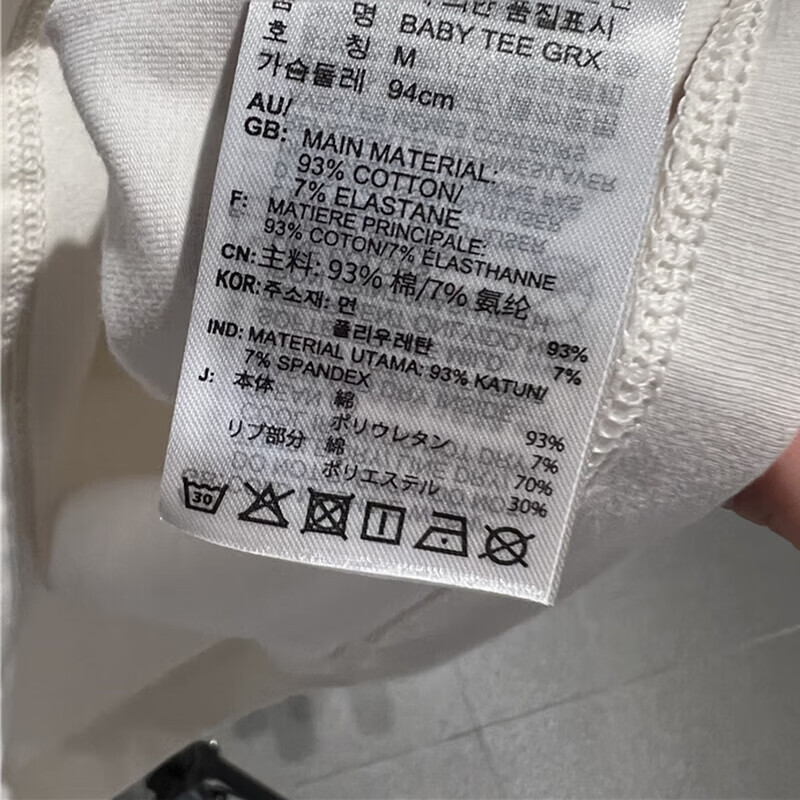 품질표시
명 BABY TEE GRX
호 칭 M
가슴둘레 94cm
AU/
GB: MAIN MATERIAL:
93% COTTON/
7% ELASTANE
F: MATIERE PRINCIPALE:
93% COTON/7% ÉLASTHANNE
CN: 主料: 93% 棉/7% 氨纶
KOR: 주소재: 면 93%
폴리우레탄 7%
IND: MATERIAL UTAMA: 93% KATUN/
7% SPANDEX
J: 本体 綿 93%
ポリウレタン 7%
リブ部分 綿 70%
ポリエステル 30%
30